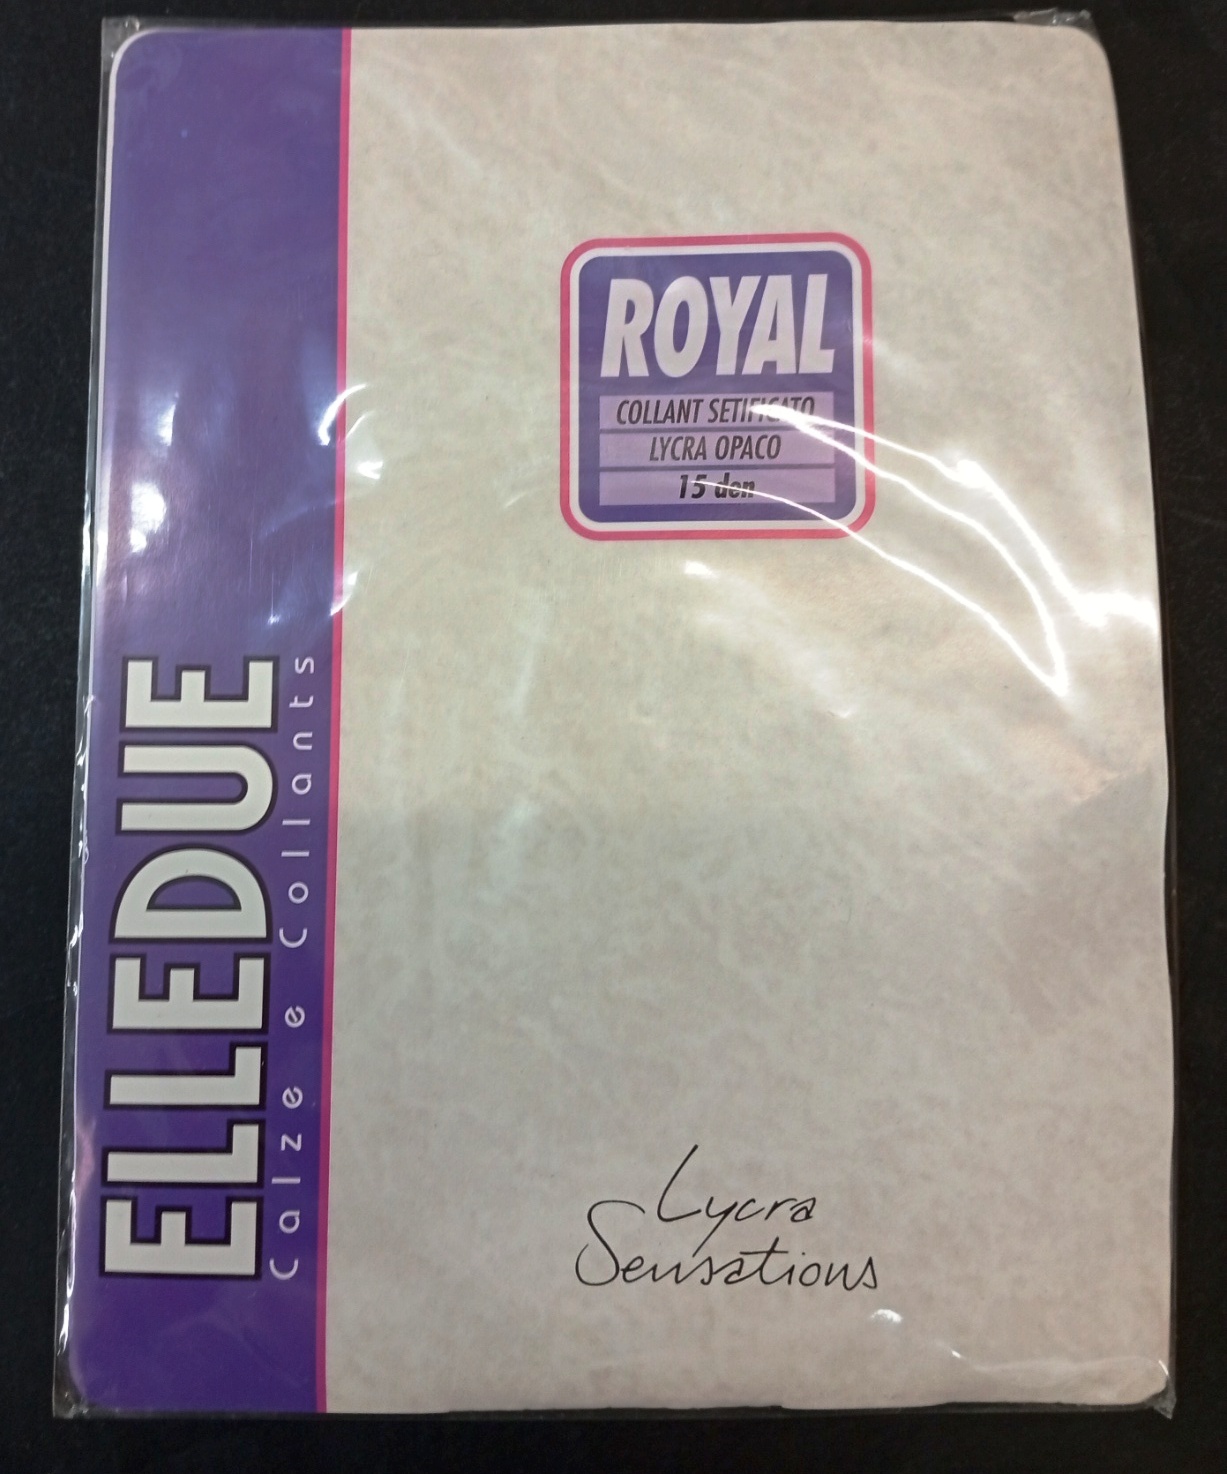 ELLEDUE
Calze e Collants
ROYAL
COLLANT SETIFICATO
LYCRA OPACO
15 den
Lycra
Sensations